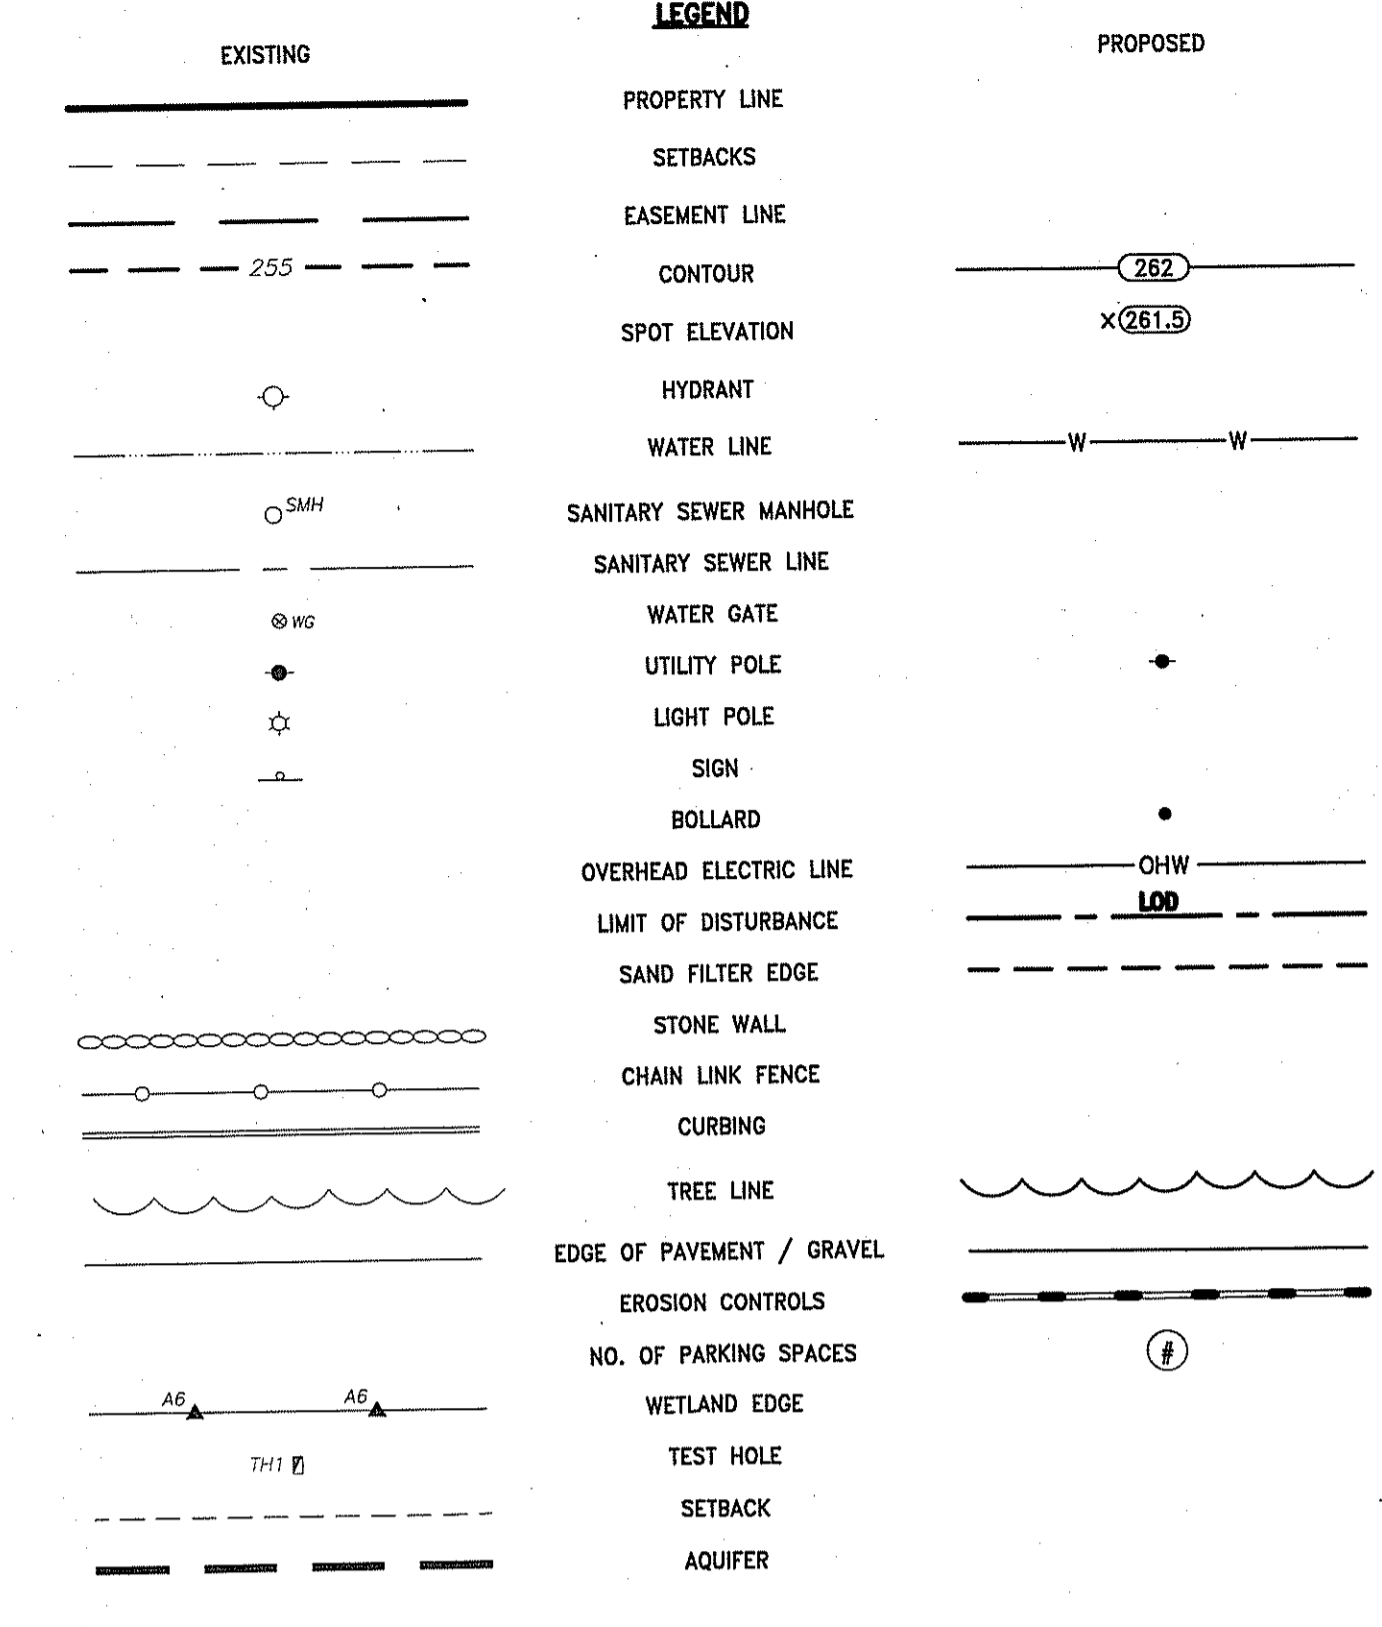 LEGEND
EXISTING PROPOSED
PROPERTY LINE
SETBACKS
EASEMENT LINE
255 CONTOUR 262
SPOT ELEVATION x 261.5
HYDRANT
WATER LINE W W
SMH SANITARY SEWER MANHOLE
SANITARY SEWER LINE
WG WATER GATE
UTILITY POLE
LIGHT POLE
SIGN
BOLLARD
OVERHEAD ELECTRIC LINE OHW
LIMIT OF DISTURBANCE LOD
SAND FILTER EDGE
STONE WALL
CHAIN LINK FENCE
CURBING
TREE LINE
EDGE OF PAVEMENT / GRAVEL
EROSION CONTROLS
NO. OF PARKING SPACES #
A6 A6 WETLAND EDGE
TH1 TEST HOLE
SETBACK
AQUIFER